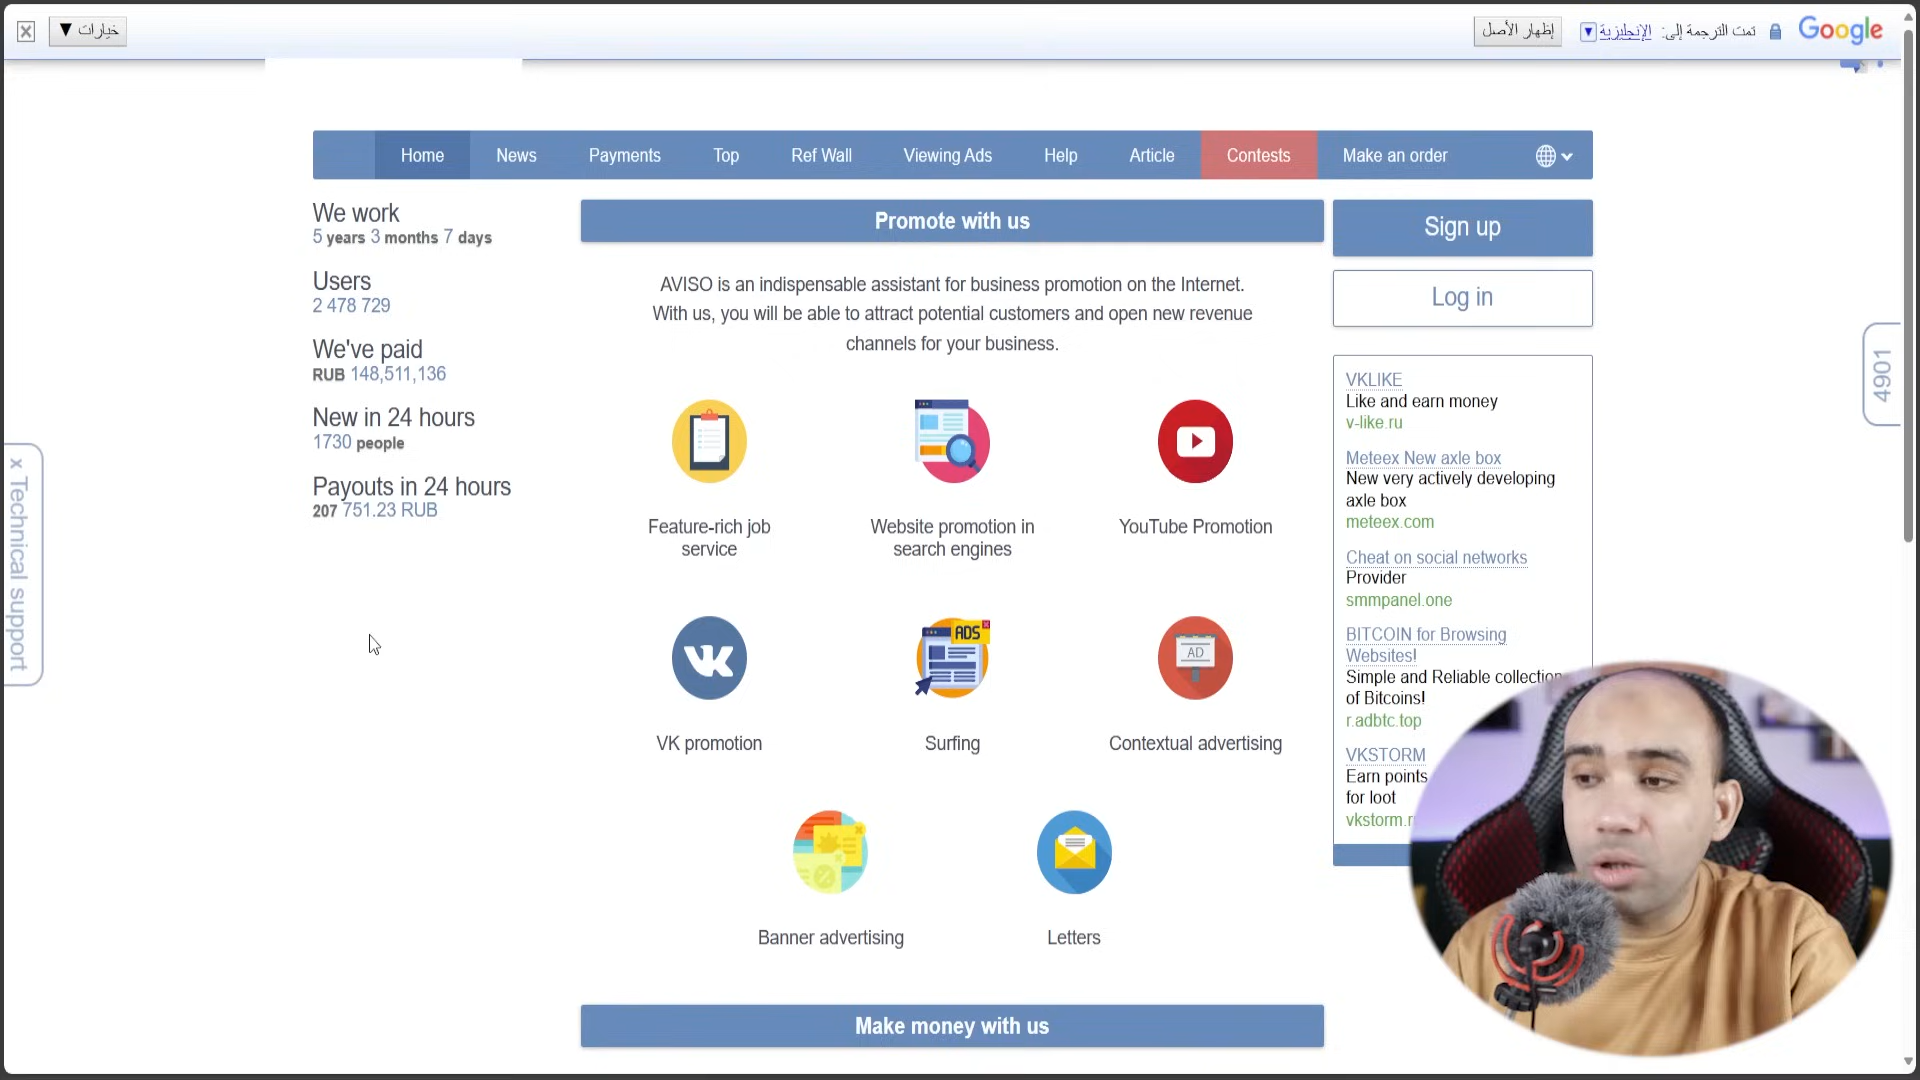 خيارات ▼
إظهار الأصل
تمت الترجمة إلى: الإنجليزية
Google
Home
News
Payments
Top
Ref Wall
Viewing Ads
Help
Article
Contests
Make an order
We work
5 years 3 months 7 days
Users
2 478 729
We've paid
RUB 148,511,136
New in 24 hours
1730 people
Payouts in 24 hours
207 751.23 RUB
x Technical support
Promote with us
AVISO is an indispensable assistant for business promotion on the Internet.
With us, you will be able to attract potential customers and open new revenue
channels for your business.
Feature-rich job
service
Website promotion in
search engines
YouTube Promotion
VK promotion
ADS
Surfing
AD
Contextual advertising
Banner advertising
Letters
Make money with us
Sign up
Log in
VKLIKE
Like and earn money
v-like.ru
Meteex New axle box
New very actively developing
axle box
meteex.com
Cheat on social networks
Provider
smmpanel.one
BITCOIN for Browsing
Websites!
Simple and Reliable collection
of Bitcoins!
r.adbtc.top
VKSTORM
Earn points
for loot
vkstorm.r
4901